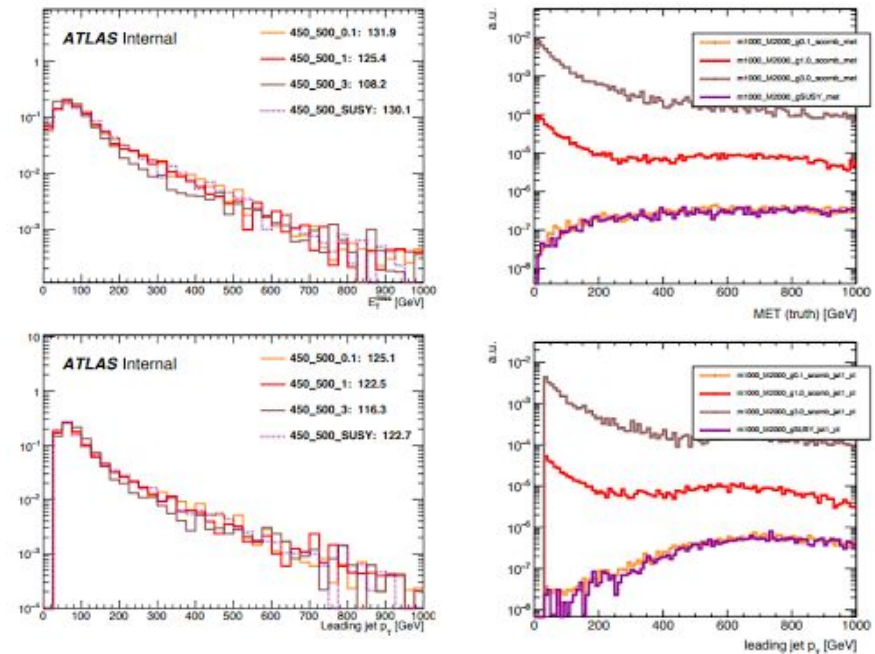 ATLAS Internal
450_500_0.1: 131.9
450_500_1: 125.4
450_500_3: 108.2
450_500_SUSY: 130.1
1
10⁻¹
10⁻²
10⁻³
0 100 200 300 400 500 600 700 800 900 1000
E_T^miss [GeV]
a.u.
10⁻²
10⁻³
10⁻⁴
10⁻⁵
10⁻⁶
10⁻⁷
10⁻⁸
m1000_M2000_g0.1_scomb_met
m1000_M2000_g1.0_scomb_met
m1000_M2000_g3.0_scomb_met
m1000_M2000_gSUSY_met
0 200 400 600 800 1000
MET (truth) [GeV]
ATLAS Internal
450_500_0.1: 125.1
450_500_1: 122.5
450_500_3: 116.3
450_500_SUSY: 122.7
10
1
10⁻¹
10⁻²
10⁻³
10⁻⁴
0 100 200 300 400 500 600 700 800 900 1000
Leading jet p_T [GeV]
a.u.
10⁻²
10⁻³
10⁻⁴
10⁻⁵
10⁻⁶
10⁻⁷
10⁻⁸
m1000_M2000_g0.1_scomb_jet1_pt
m1000_M2000_g1.0_scomb_jet1_pt
m1000_M2000_g3.0_scomb_jet1_pt
m1000_M2000_gSUSY_jet1_pt
0 200 400 600 800 1000
leading jet p_T [GeV]